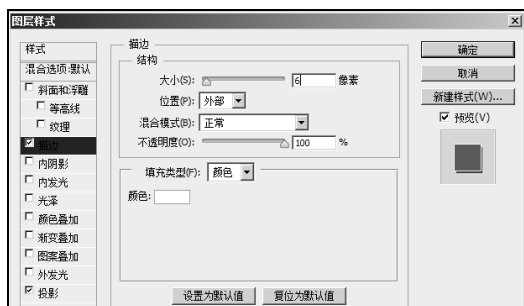 图层样式
样式
混合选项:默认
斜面和浮雕
等高线
纹理
描边
内阴影
内发光
光泽
颜色叠加
渐变叠加
图案叠加
外发光
投影
描边
结构
大小(S): 6 像素
位置(P): 外部
混合模式(B): 正常
不透明度(O): 100 %
填充类型(F): 颜色
颜色:
设置为默认值 复位为默认值
确定
取消
新建样式(W)...
预览(V)